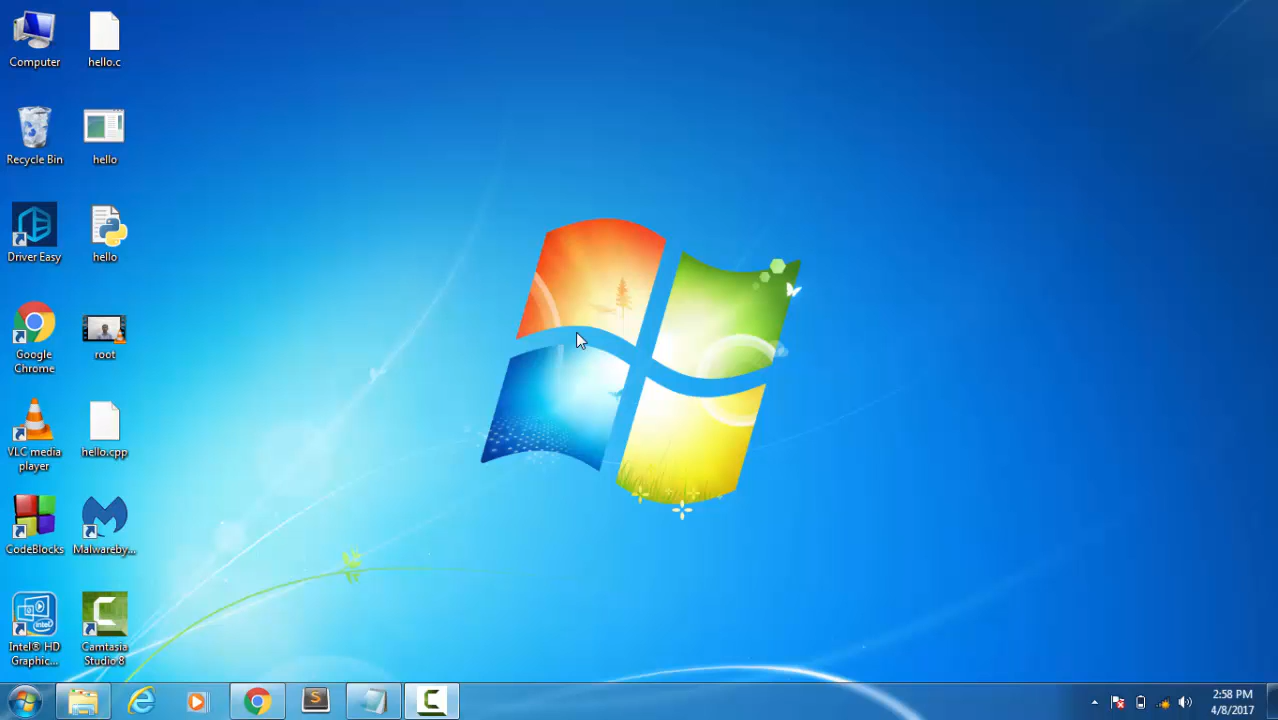 Computer
hello.c
Recycle Bin
hello
Driver Easy
hello
Google
Chrome
root
VLC media
player
hello.cpp
CodeBlocks
Malwareby...
Intel® HD
Graphic...
Camtasia
Studio 8
2:58 PM
4/8/2017